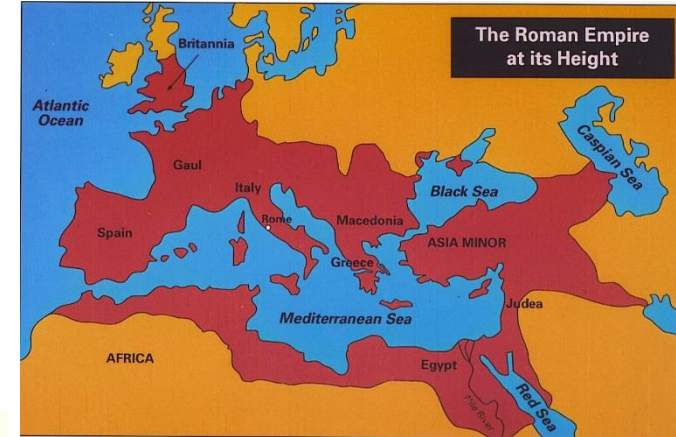 The Roman Empire
at its Height
Britannia
Atlantic
Ocean
Caspian Sea
Gaul
Italy
Black Sea
Rome
Macedonia
Spain
ASIA MINOR
Greece
Judea
Mediterranean Sea
AFRICA
Egypt
Nile River
Red Sea